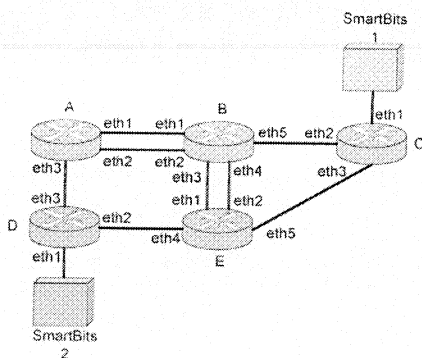 SmartBits
1
A
B
eth1
eth1
eth1
eth5
eth2
C
eth2
eth2
eth3
eth3
eth4
eth3
eth3
eth1
eth2
D
eth2
eth4
eth5
eth1
E
SmartBits
2